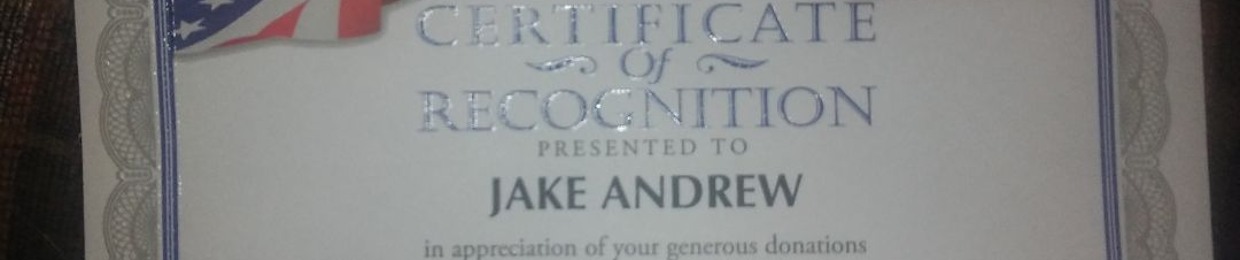 CERTIFICATE
Of
RECOGNITION
PRESENTED TO
JAKE ANDREW
in appreciation of your generous donations